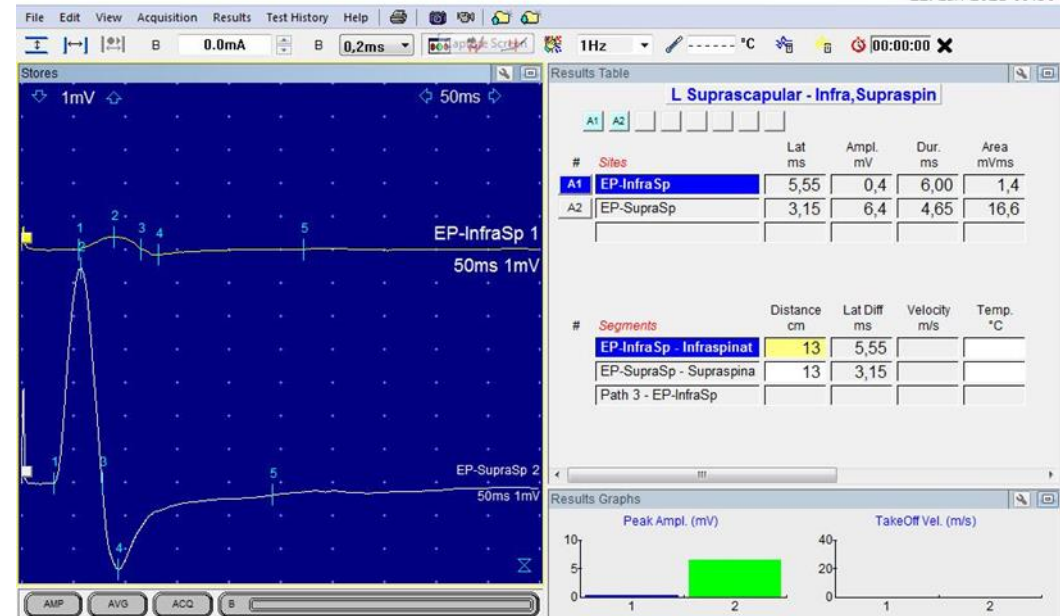 File Edit View Acquisition Results Test History Help
B 0.0mA B 0,2ms 1Hz ------ °C 00:00:00
Stores
1mV 50ms
1 2 3 4 5
EP-InfraSp 1
2
50ms 1mV
1 3 5
EP-SupraSp 2
50ms 1mV
4
AMP AVG ACQ B
Results Table
L Suprascapular - Infra,Supraspin
A1 A2
# Sites Lat ms Ampl. mV Dur. ms Area mVms
A1 EP-InfraSp 5,55 0,4 6,00 1,4
A2 EP-SupraSp 3,15 6,4 4,65 16,6
# Segments Distance cm Lat Diff ms Velocity m/s Temp. °C
EP-InfraSp - Infraspinat 13 5,55
EP-SupraSp - Supraspina 13 3,15
Path 3 - EP-InfraSp
Results Graphs
Peak Ampl. (mV) TakeOff Vel. (m/s)
10 40
5 20
0 0
1 2 1 2